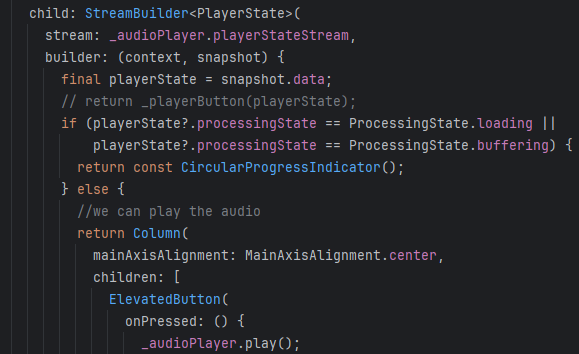 child: StreamBuilder<PlayerState>(
stream: _audioPlayer.playerStateStream,
builder: (context, snapshot) {
final playerState = snapshot.data;
// return _playerButton(playerState);
if (playerState?.processingState == ProcessingState.loading ||
playerState?.processingState == ProcessingState.buffering) {
return const CircularProgressIndicator();
} else {
//we can play the audio
return Column(
mainAxisAlignment: MainAxisAlignment.center,
children: [
ElevatedButton(
onPressed: () {
_audioPlayer.play();